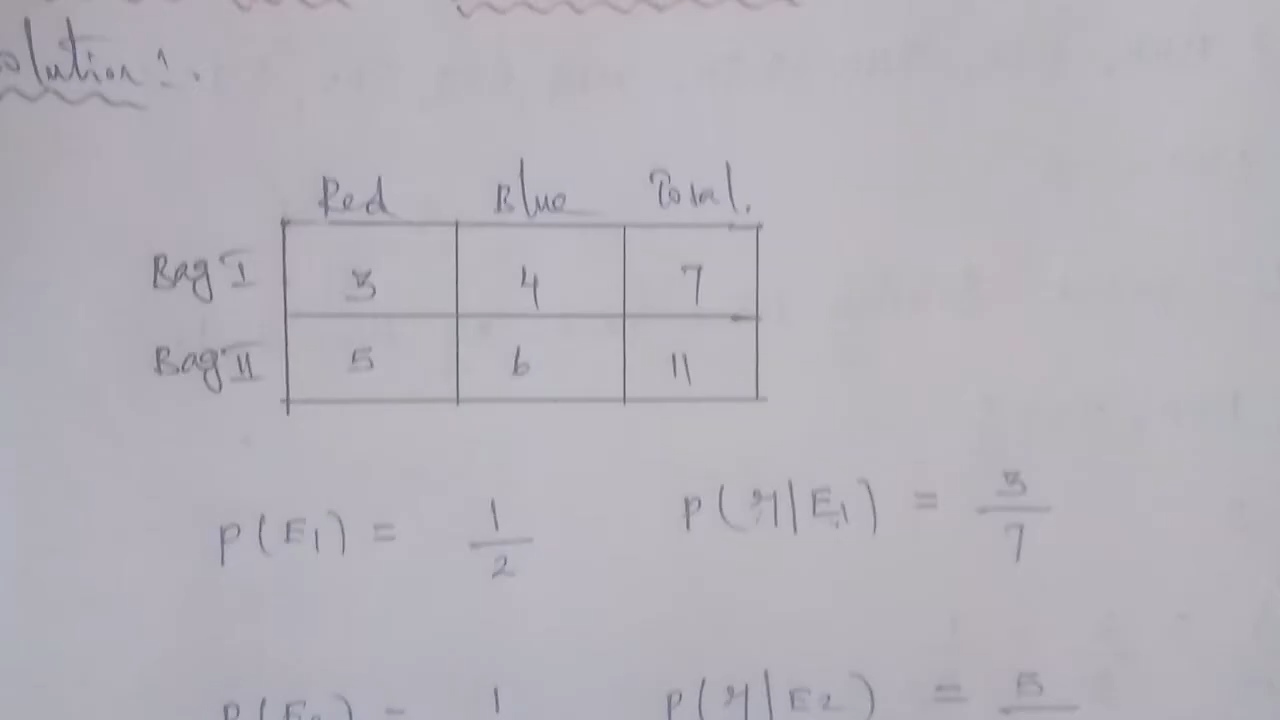 olution :.
Red Blue Total.
Bag I 3 4 7
Bag II 5 6 11
P(E1) = 1/2 P(r|E1) = 3/7
P(E2) = 1 P(r|E2) = 5